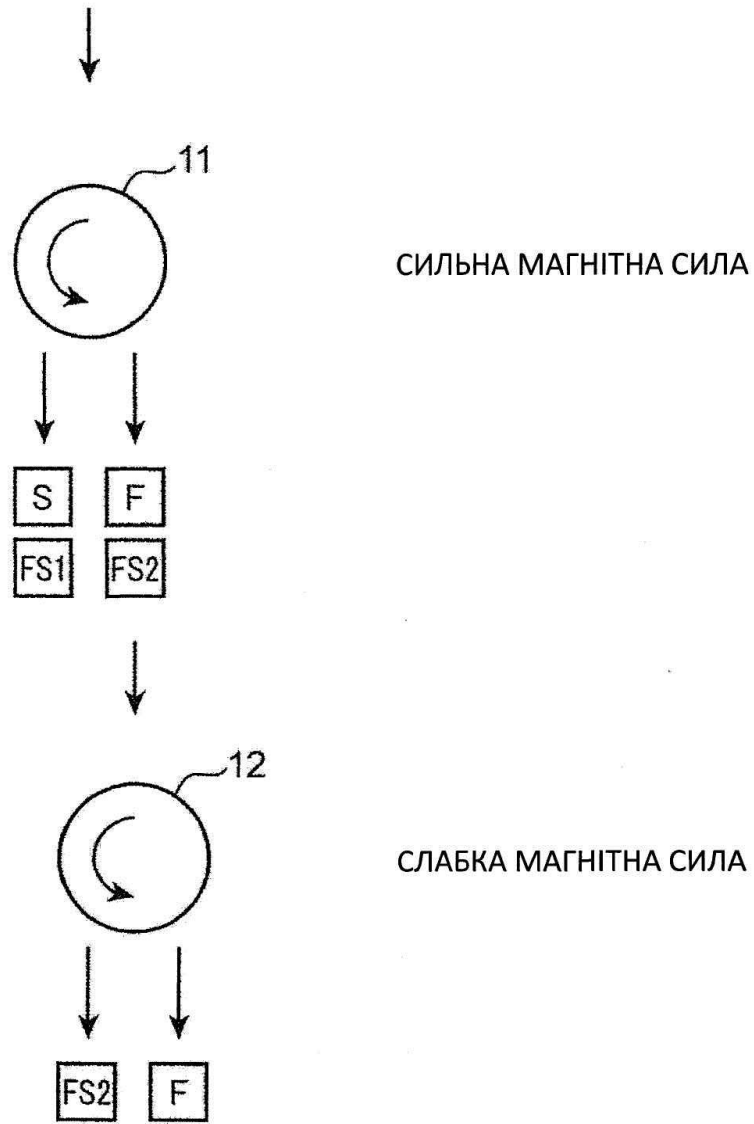 11
СИЛЬНА МАГНІТНА СИЛА
S F
FS1 FS2
12
СЛАБКА МАГНІТНА СИЛА
FS2 F